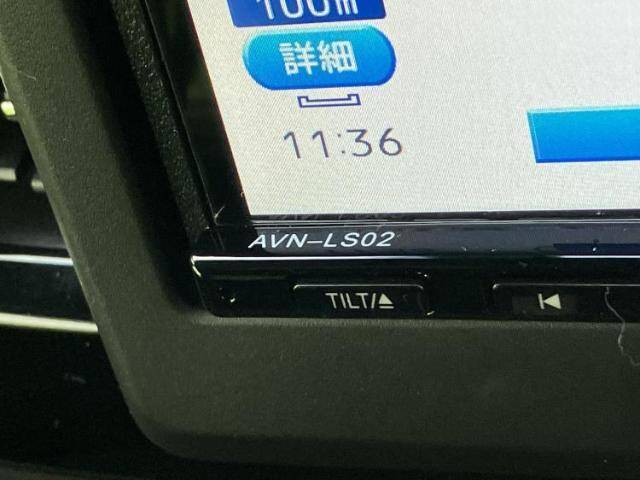 100m
詳細
11:36
AVN-LS02
TILT/⏏